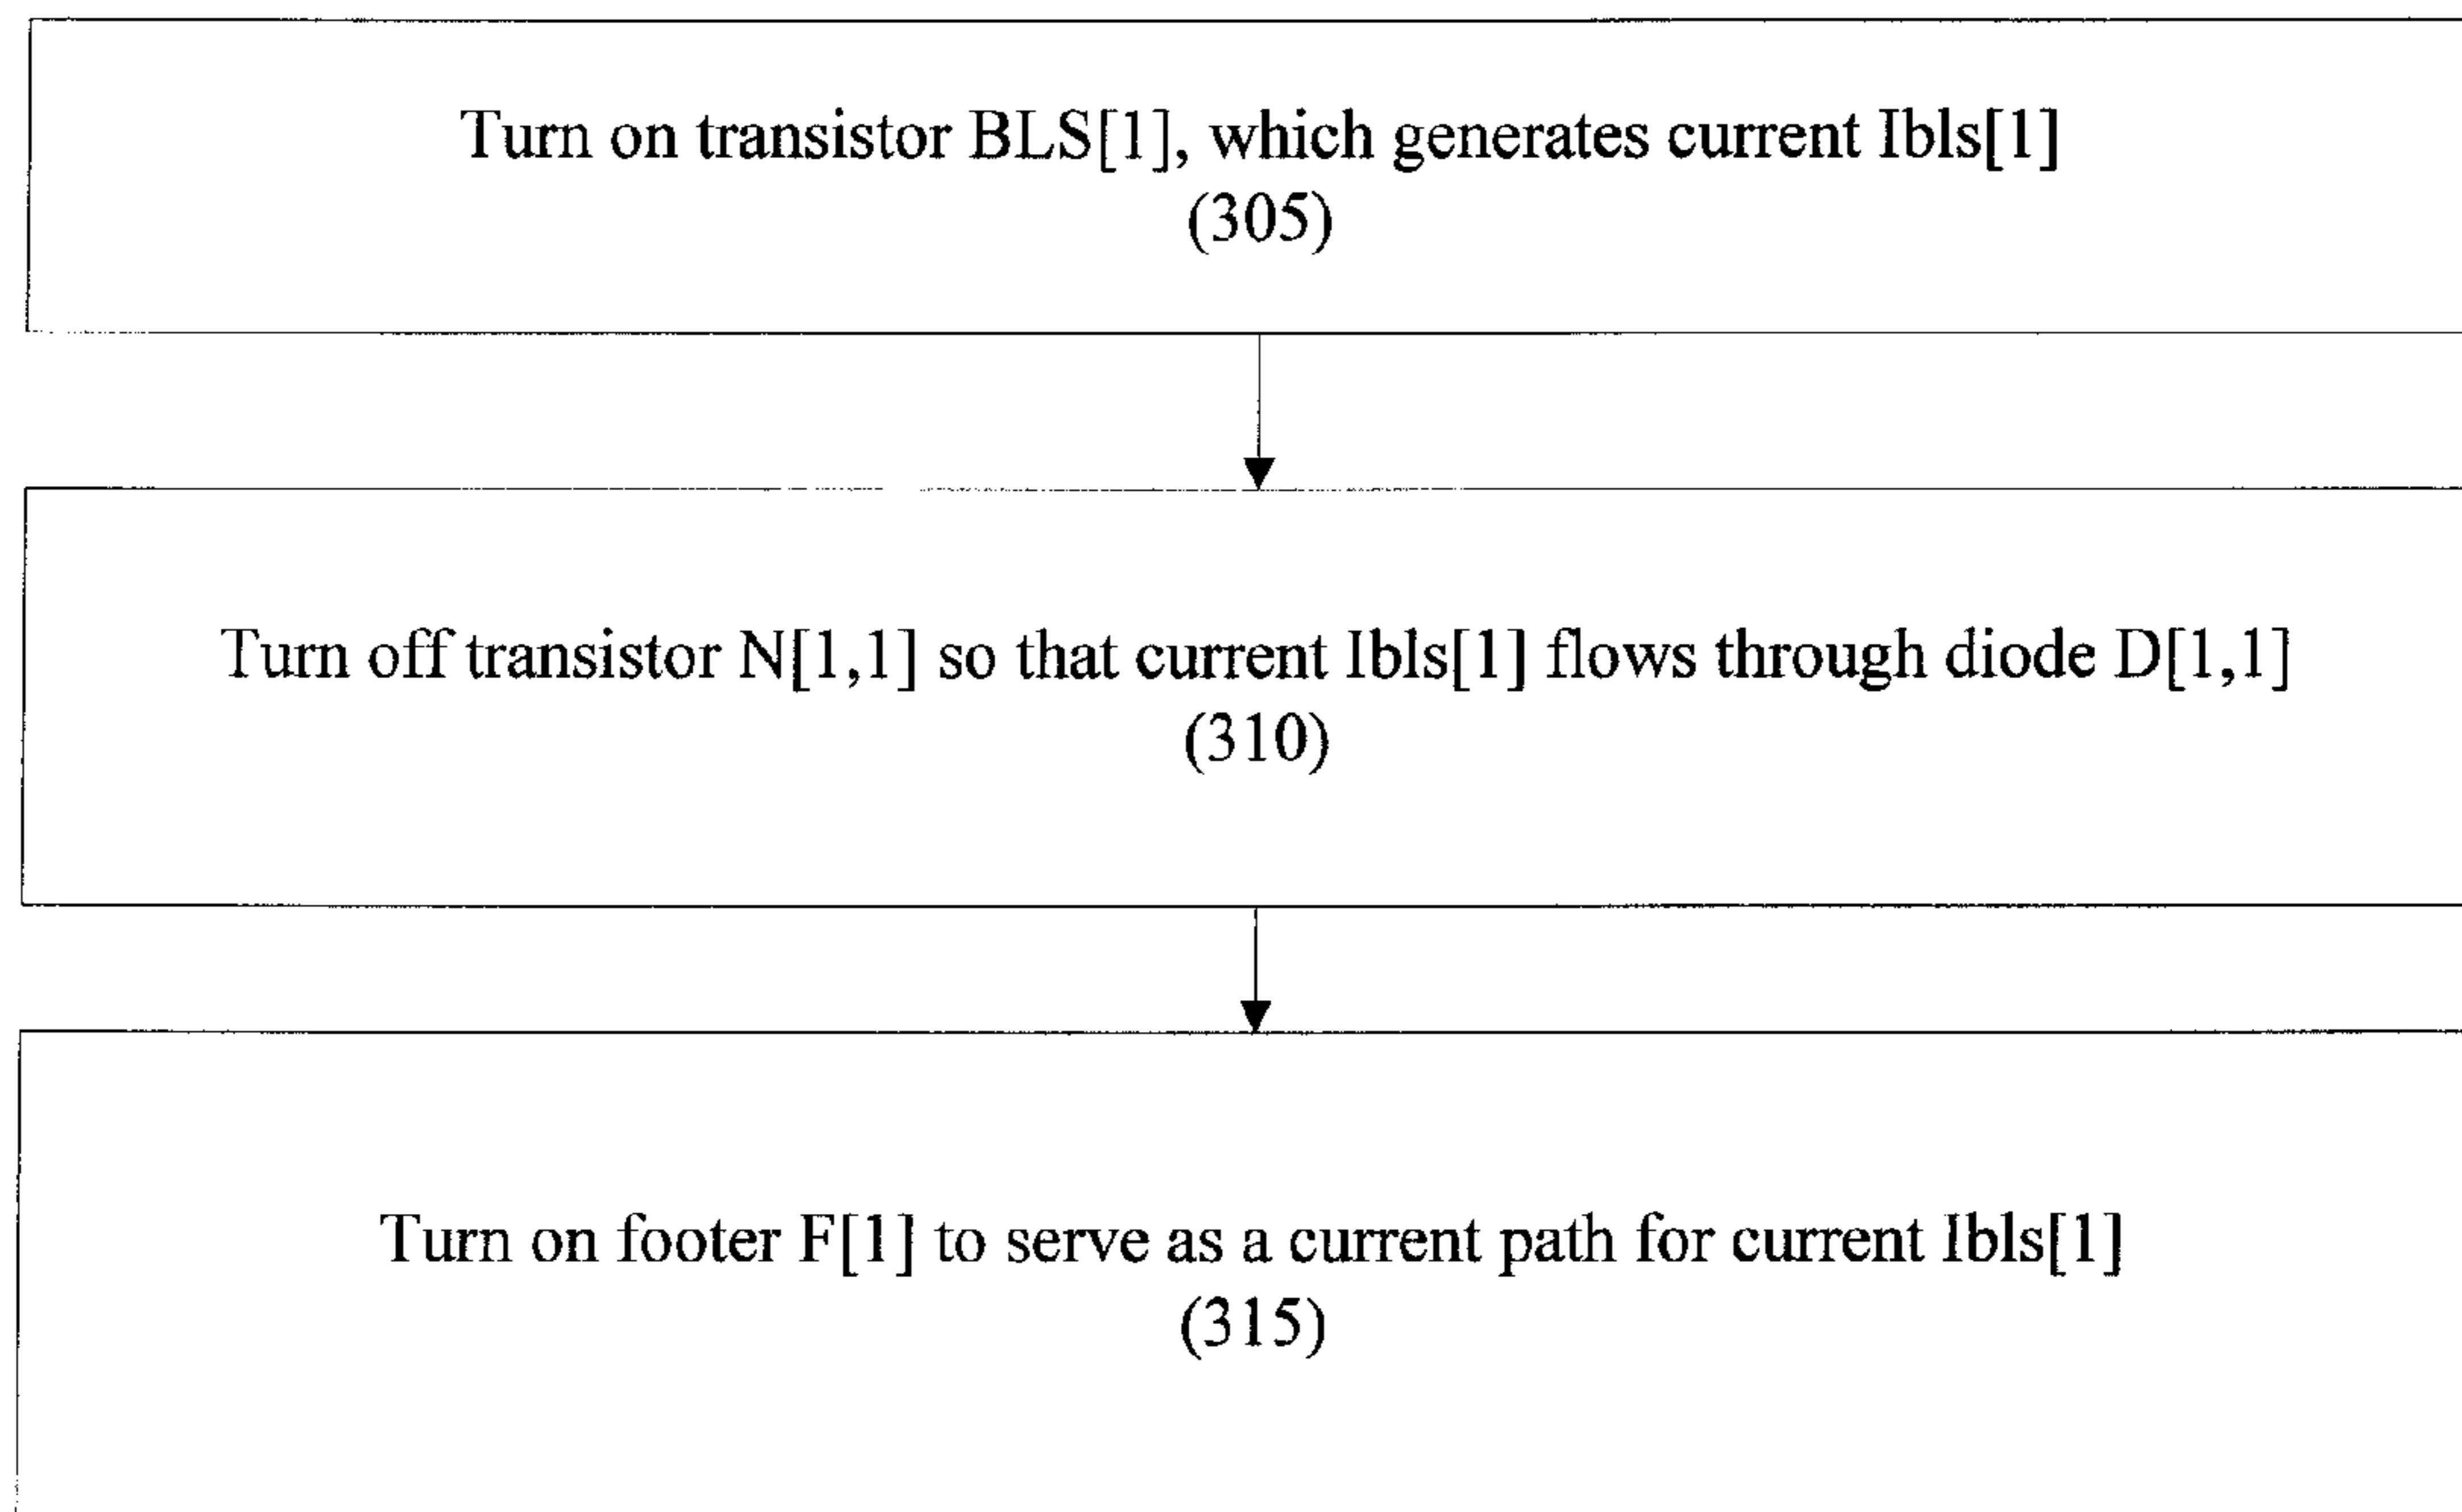 Turn on transistor BLS[1], which generates current Ibls[1]
(305)
Turn off transistor N[1,1] so that current Ibls[1] flows through diode D[1,1]
(310)
Turn on footer F[1] to serve as a current path for current Ibls[1]
(315)